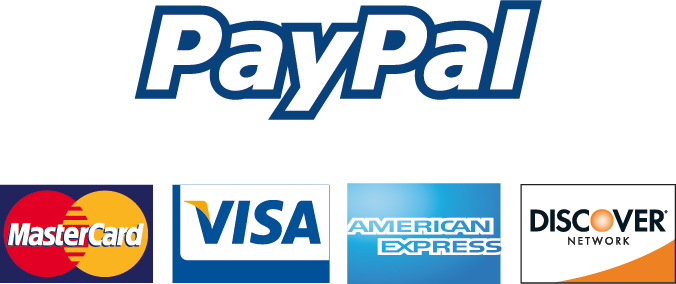 PayPal
MasterCard
VISA
AMERICAN
EXPRESS
DISCOVER®
NETWORK